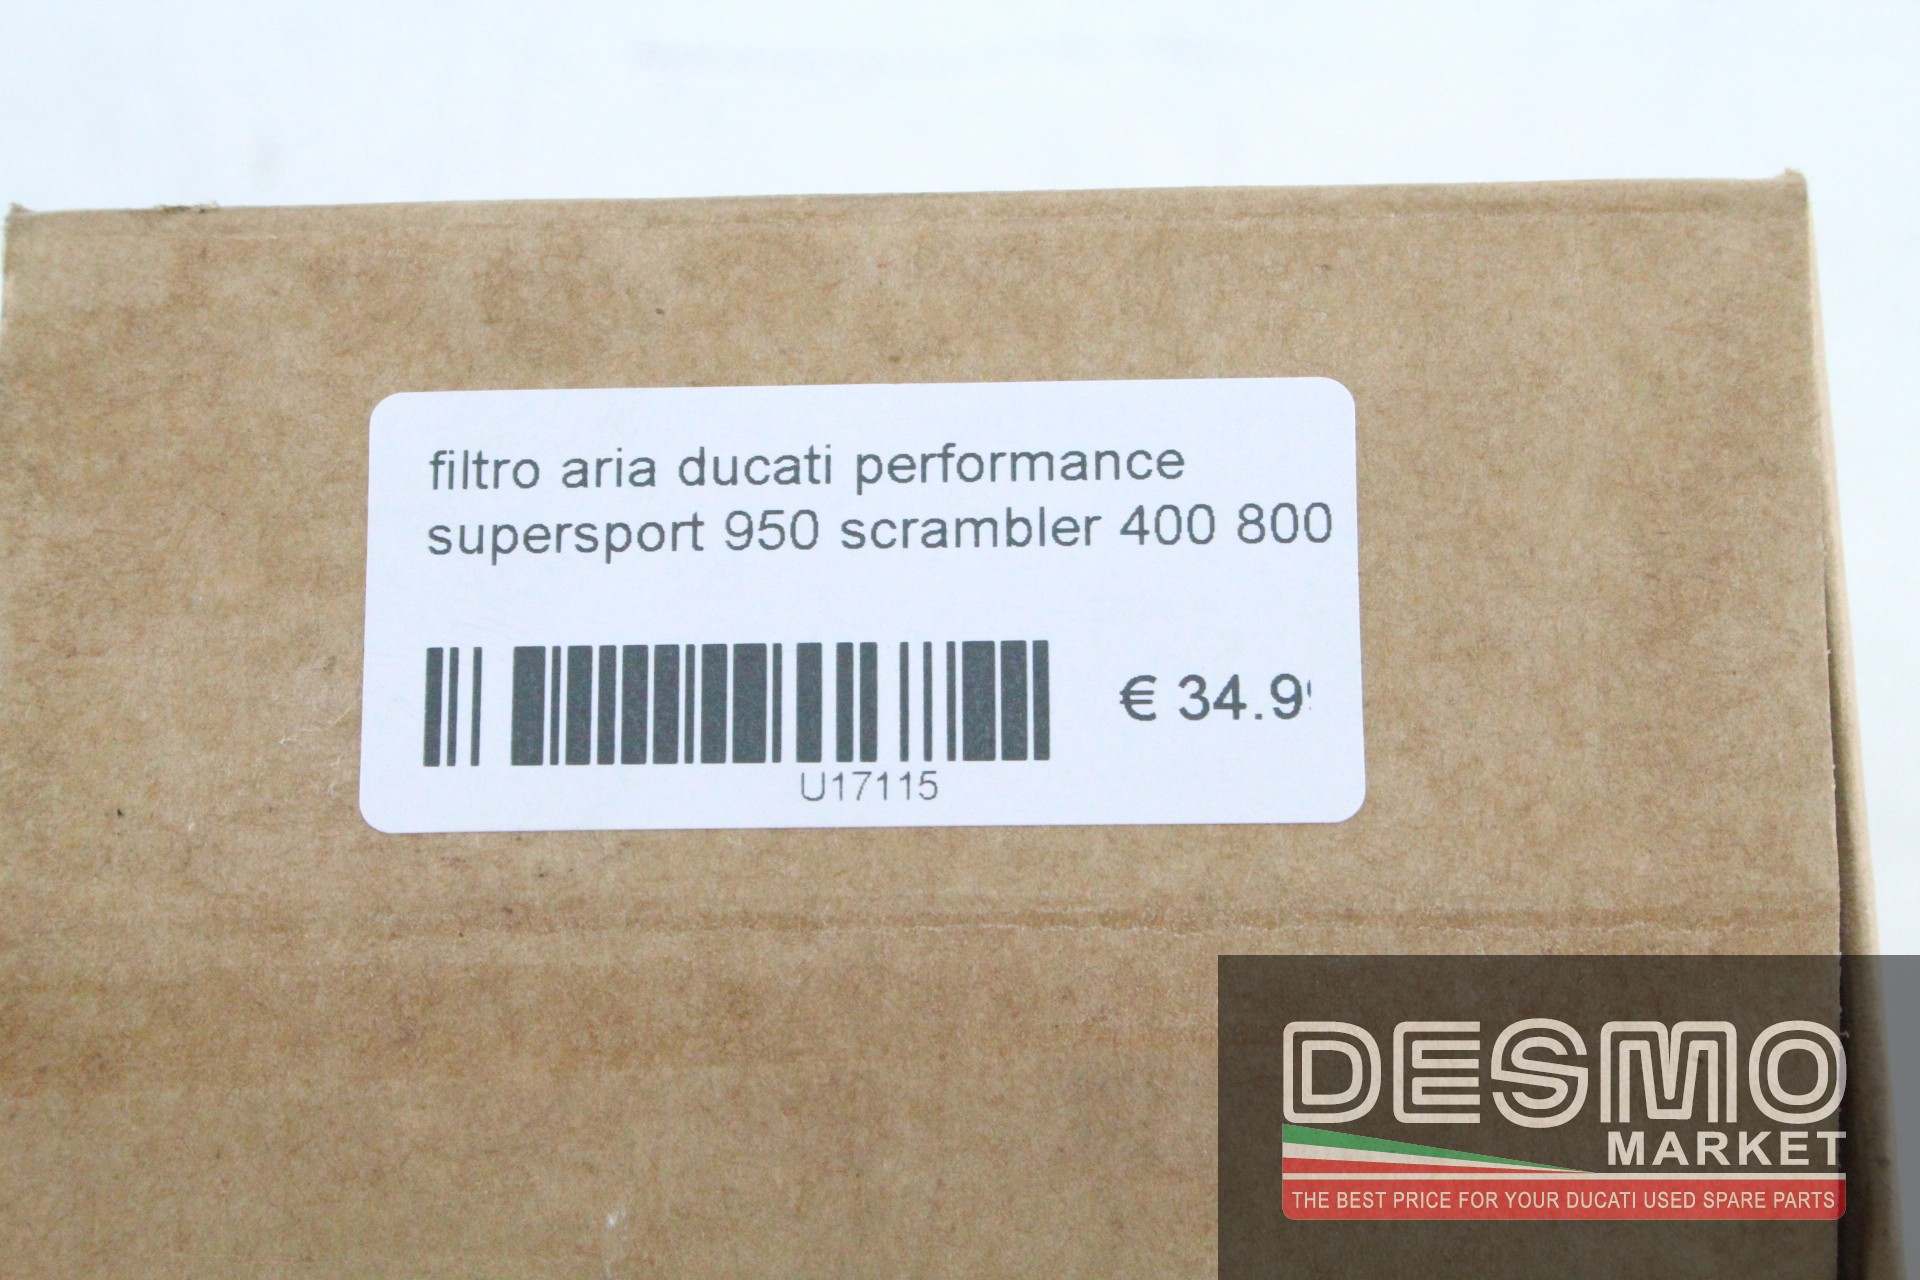 filtro aria ducati performance
supersport 950 scrambler 400 800
€ 34.9
U17115
DESMO
MARKET
THE BEST PRICE FOR YOUR DUCATI USED SPARE PARTS